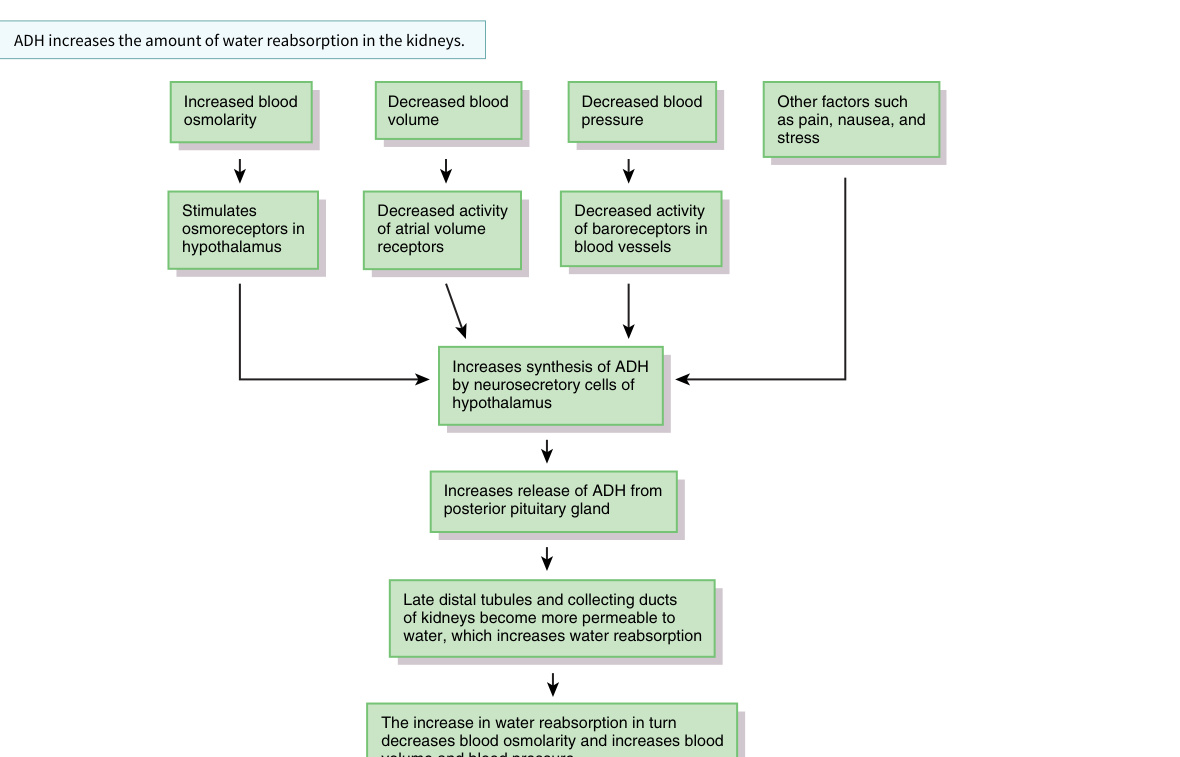 ADH increases the amount of water reabsorption in the kidneys.
Increased blood
osmolarity
Decreased blood
volume
Decreased blood
pressure
Other factors such
as pain, nausea, and
stress
Stimulates
osmoreceptors in
hypothalamus
Decreased activity
of atrial volume
receptors
Decreased activity
of baroreceptors in
blood vessels
Increases synthesis of ADH
by neurosecretory cells of
hypothalamus
Increases release of ADH from
posterior pituitary gland
Late distal tubules and collecting ducts
of kidneys become more permeable to
water, which increases water reabsorption
The increase in water reabsorption in turn
decreases blood osmolarity and increases blood
volume and blood pressure